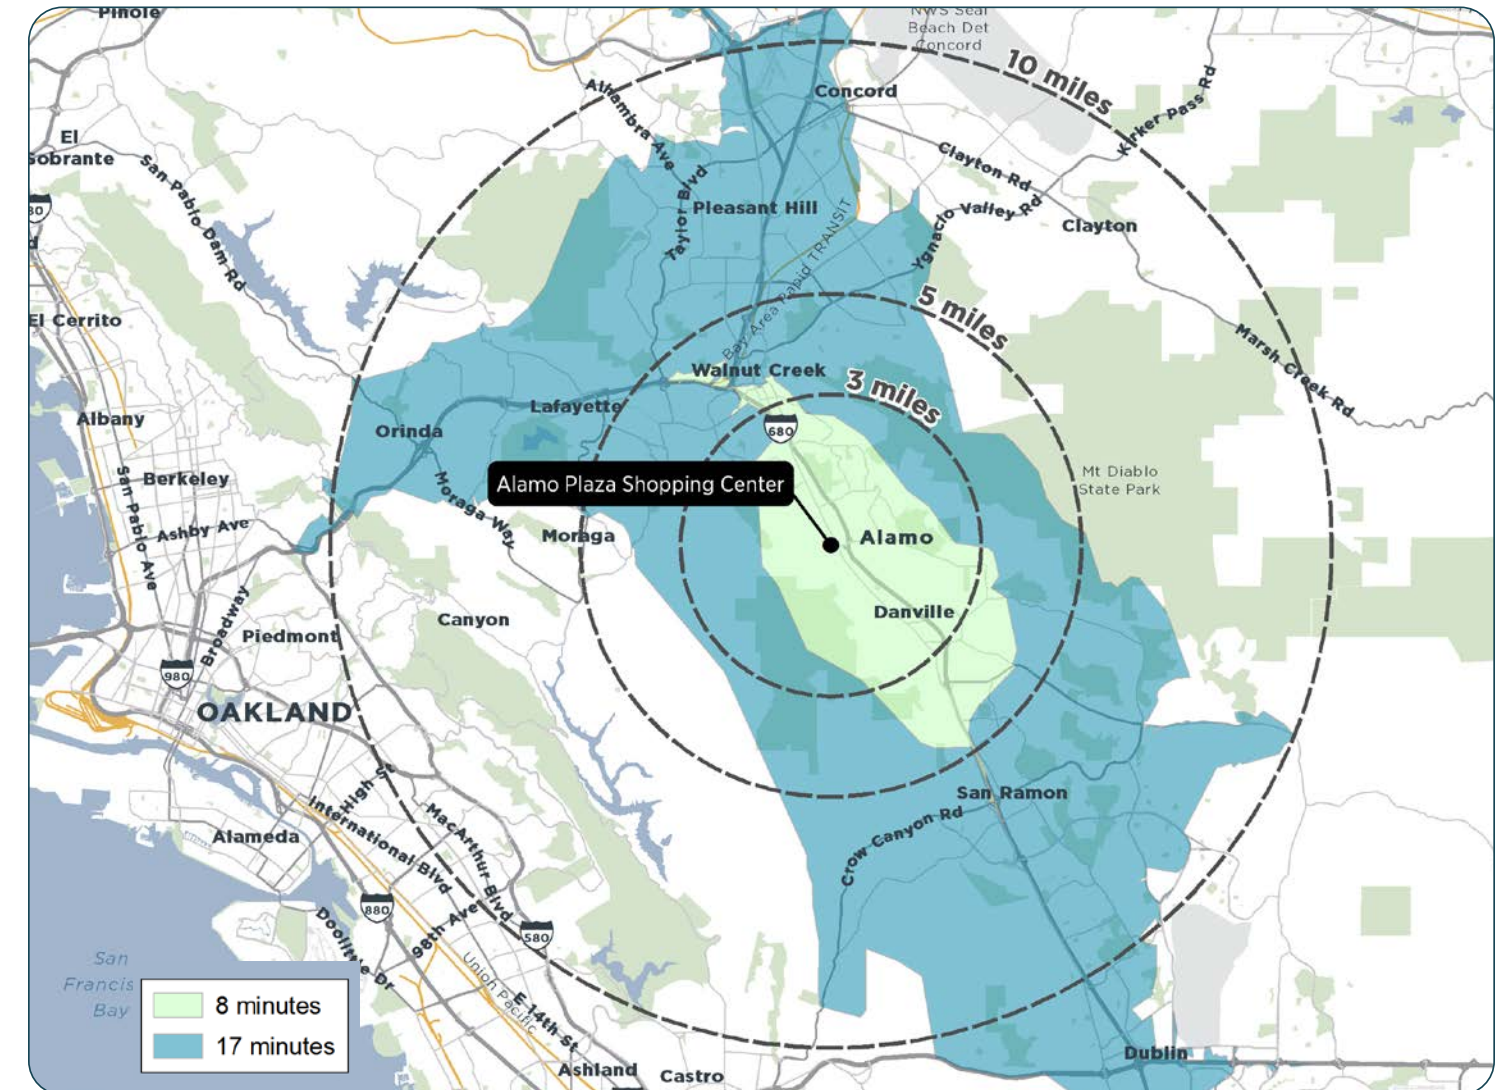 Pinole
NWS Seal
Beach Det
Concord
10 miles
Concord
Alhambra Ave
Kirker Pass Rd
El
Sobrante
San Pablo Dam Rd
Clayton Rd
Taylor Blvd
Pleasant Hill
Ygnacio Valley Rd
Clayton
80
d
Bay Area Rapid TRANSIT
5 miles
El Cerrito
Marsh Creek Rd
Walnut Creek
3 miles
Lafayette
Albany
Orinda
680
Mt Diablo
State Park
Berkeley
San Pablo Ave
Alamo Plaza Shopping Center
Moraga Way
Ashby Ave
Moraga
Alamo
Broadway
Canyon
Danville
Piedmont
980
OAKLAND
High St
San Ramon
International Blvd
MacArthur Blvd
Crow Canyon Rd
Alameda
880
98th Ave
580
Doolittle Dr
San
Francis
Bay
Union Pacific
E 14th St
8 minutes
17 minutes
Dublin
Ashland
Castro